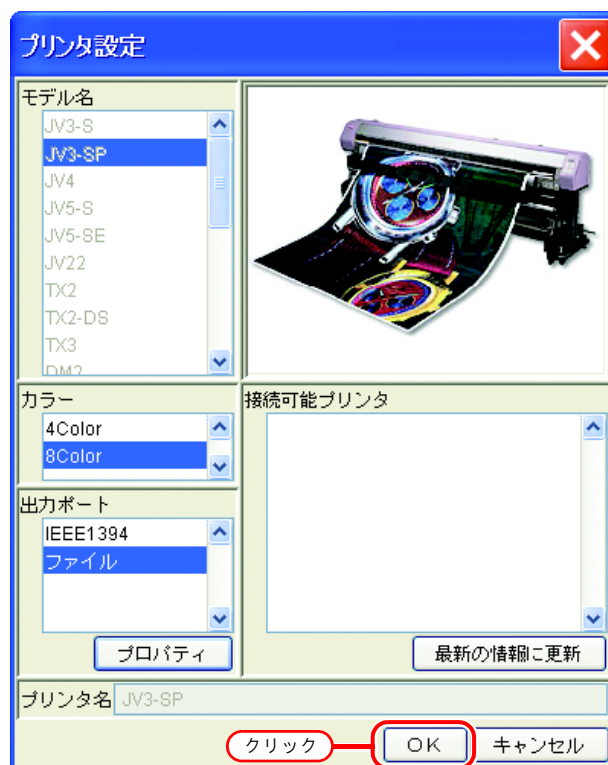 プリンタ設定
モデル名
JV3-S
JV3-SP
JV4
JV5-S
JV5-SE
JV22
TX2
TX2-DS
TX3
DM2
カラー
4Color
8Color
接続可能プリンタ
出力ポート
IEEE1394
ファイル
プロパティ
最新の情報に更新
プリンタ名 JV3-SP
クリック
OK
キャンセル